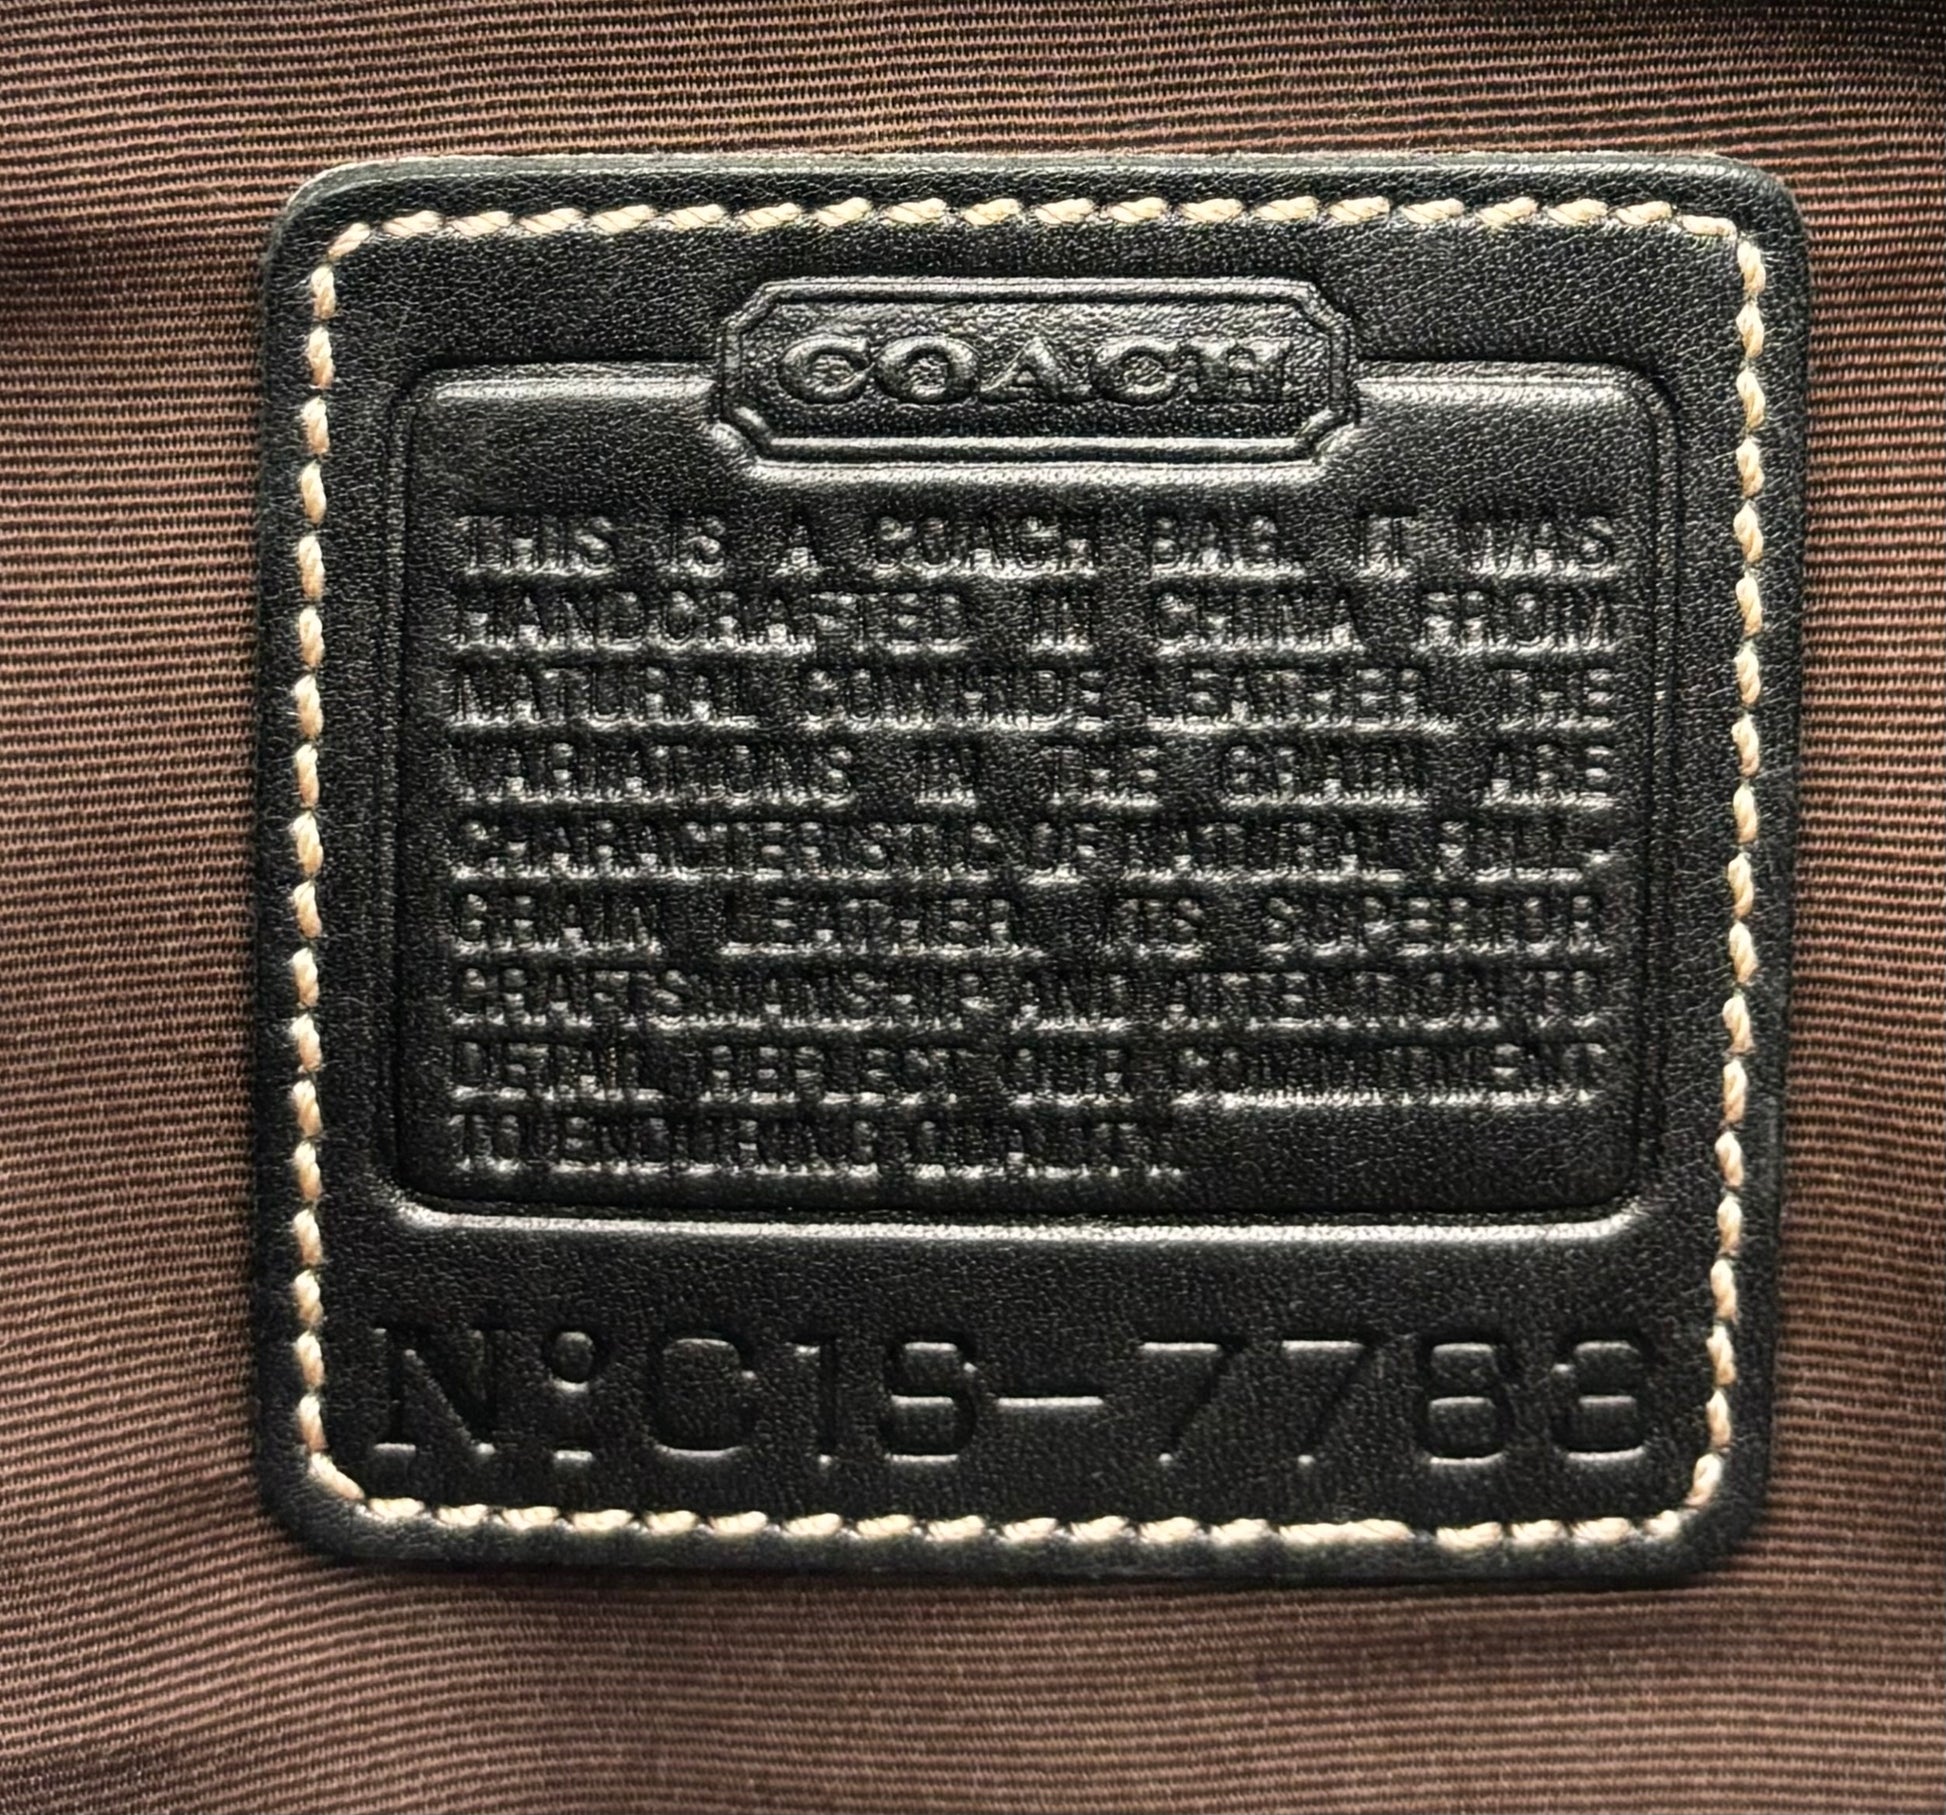 COACH
THIS IS A COACH BAG. IT WAS
HANDCRAFTED IN CHINA FROM
NATURAL COWHIDE LEATHER. THE
VARIATIONS IN THE GRAIN ARE
CHARACTERISTIC OF NATURAL FULL-
GRAIN LEATHER. ITS SUPERIOR
CRAFTSMANSHIP AND ATTENTION TO
DETAIL REFLECT OUR COMMITMENT
TO ENDURING QUALITY.
Nº C1S-7783